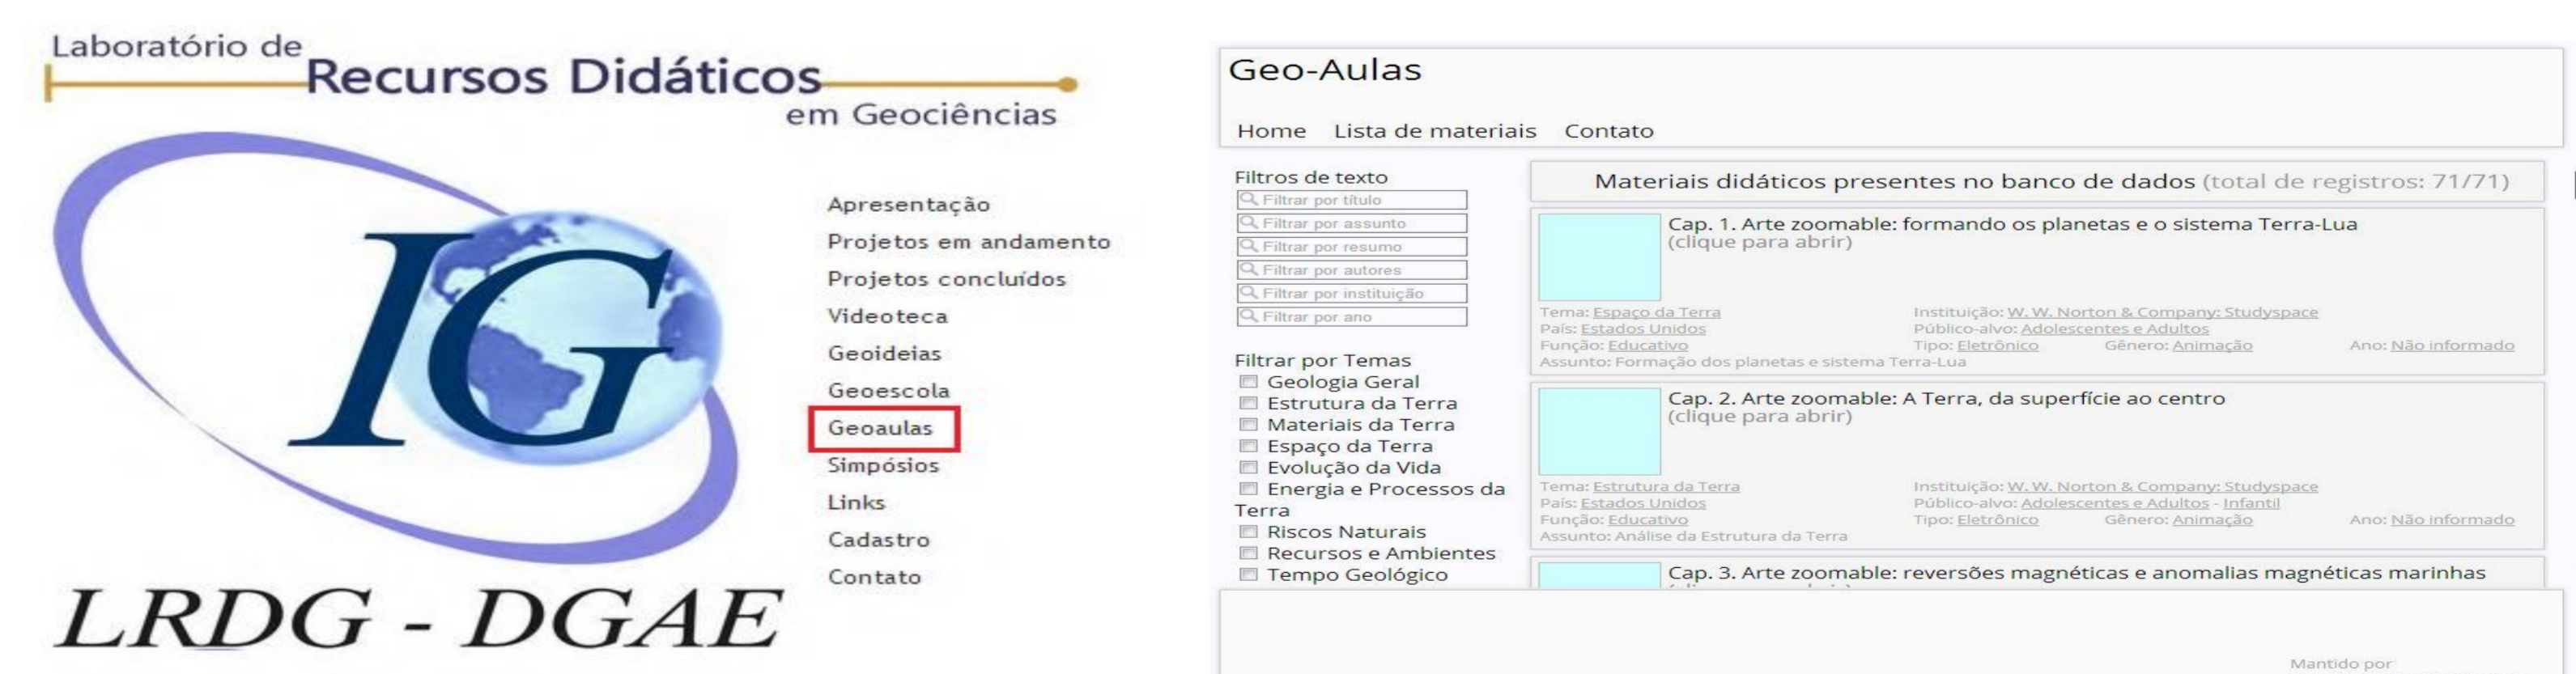 Laboratório de
Recursos Didáticos
em Geociências
IG
Apresentação
Projetos em andamento
Projetos concluídos
Videoteca
Geoideias
Geoescola
Geoaulas
Simpósios
Links
Cadastro
Contato
LRDG - DGAE
Geo-Aulas
Home Lista de materiais Contato
Filtros de texto
Filtrar por título
Filtrar por assunto
Filtrar por resumo
Filtrar por autores
Filtrar por instituição
Filtrar por ano
Filtrar por Temas
Geologia Geral
Estrutura da Terra
Materiais da Terra
Espaço da Terra
Evolução da Vida
Energia e Processos da
Terra
Riscos Naturais
Recursos e Ambientes
Tempo Geológico
Materiais didáticos presentes no banco de dados (total de registros: 71/71)
Cap. 1. Arte zoomable: formando os planetas e o sistema Terra-Lua
(clique para abrir)
Tema: Espaço da Terra Instituição: W. W. Norton & Company: Studyspace
País: Estados Unidos Público-alvo: Adolescentes e Adultos
Função: Educativo Tipo: Eletrônico Gênero: Animação Ano: Não informado
Assunto: Formação dos planetas e sistema Terra-Lua
Cap. 2. Arte zoomable: A Terra, da superfície ao centro
(clique para abrir)
Tema: Estrutura da Terra Instituição: W. W. Norton & Company: Studyspace
País: Estados Unidos Público-alvo: Adolescentes e Adultos - Infantil
Função: Educativo Tipo: Eletrônico Gênero: Animação Ano: Não informado
Assunto: Análise da Estrutura da Terra
Cap. 3. Arte zoomable: reversões magnéticas e anomalias magnéticas marinhas
Mantido por